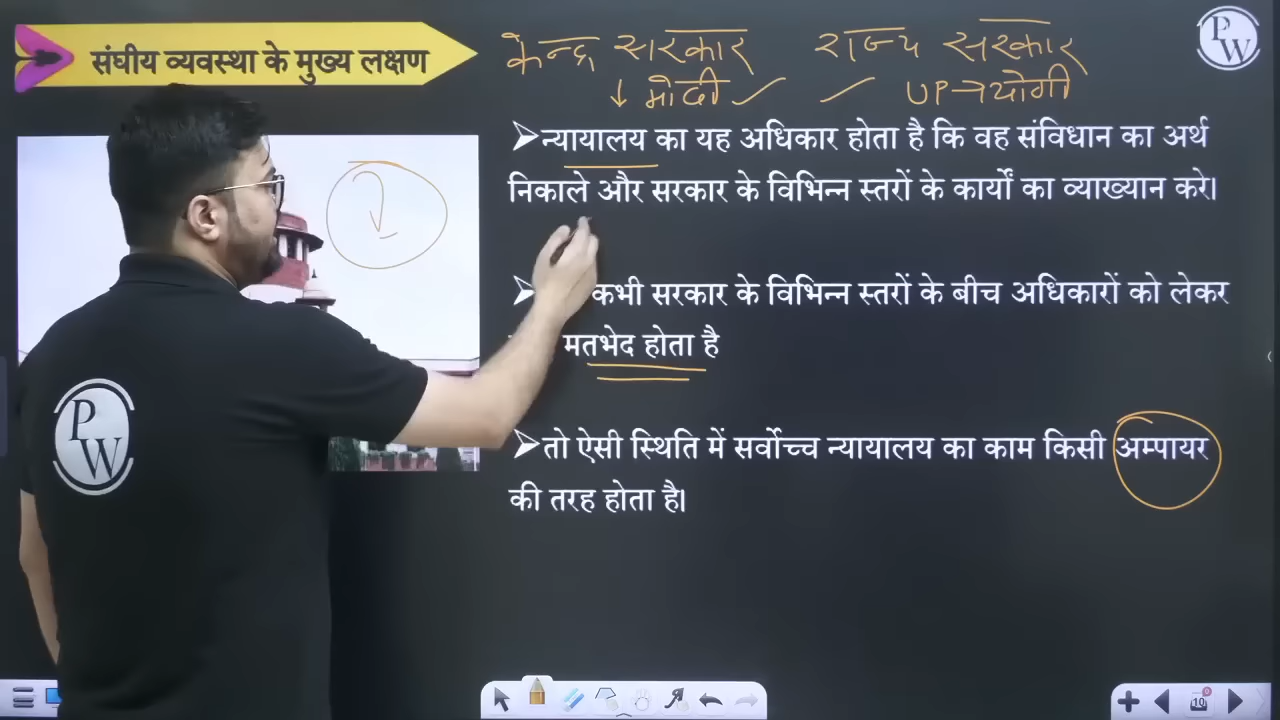 संघीय व्यवस्था के मुख्य लक्षण
केन्द्र सरकार राज्य सरकार
↓ मोदी ✓ ✓ UP→योगी
PW
➢न्यायालय का यह अधिकार होता है कि वह संविधान का अर्थ
निकाले और सरकार के विभिन्न स्तरों के कार्यों का व्याख्यान करे।
कभी सरकार के विभिन्न स्तरों के बीच अधिकारों को लेकर
मतभेद होता है
➢तो ऐसी स्थिति में सर्वोच्च न्यायालय का काम किसी अम्पायर
की तरह होता है।
PW
10